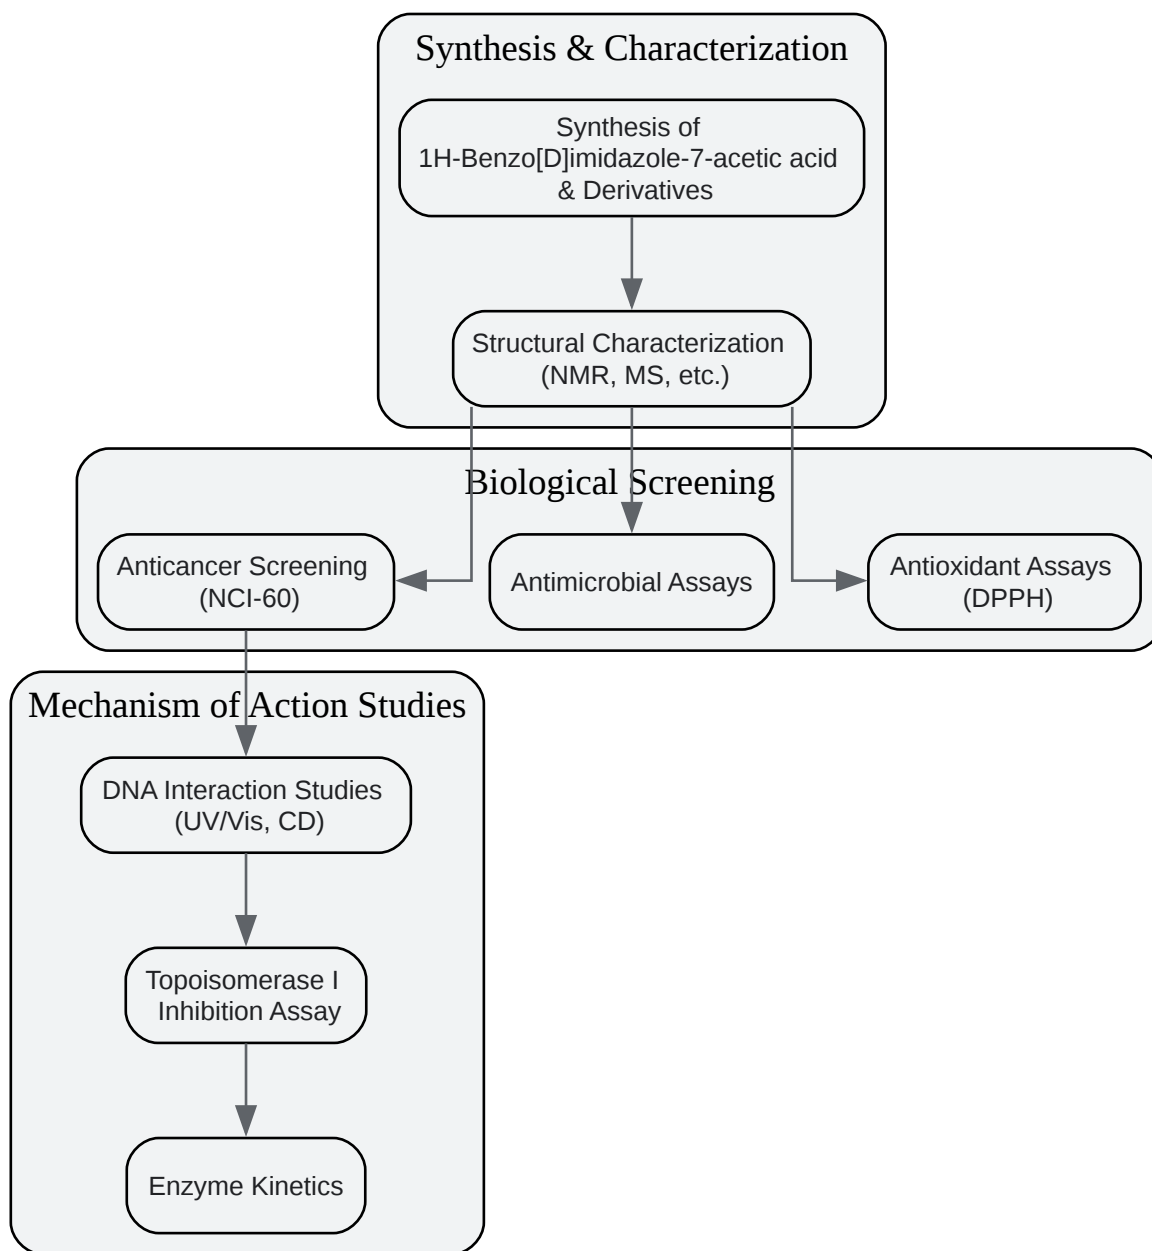 Synthesis & Characterization
Synthesis of
1H-Benzo[D]imidazole-7-acetic acid
& Derivatives
Structural Characterization
(NMR, MS, etc.)
Biological Screening
Anticancer Screening
(NCI-60)
Antimicrobial Assays
Antioxidant Assays
(DPPH)
Mechanism of Action Studies
DNA Interaction Studies
(UV/Vis, CD)
Topoisomerase I
Inhibition Assay
Enzyme Kinetics